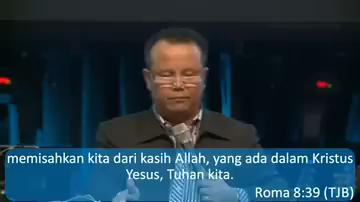 memisahkan kita dari kasih Allah, yang ada dalam Kristus
Yesus, Tuhan kita.
Roma 8:39 (TJB)